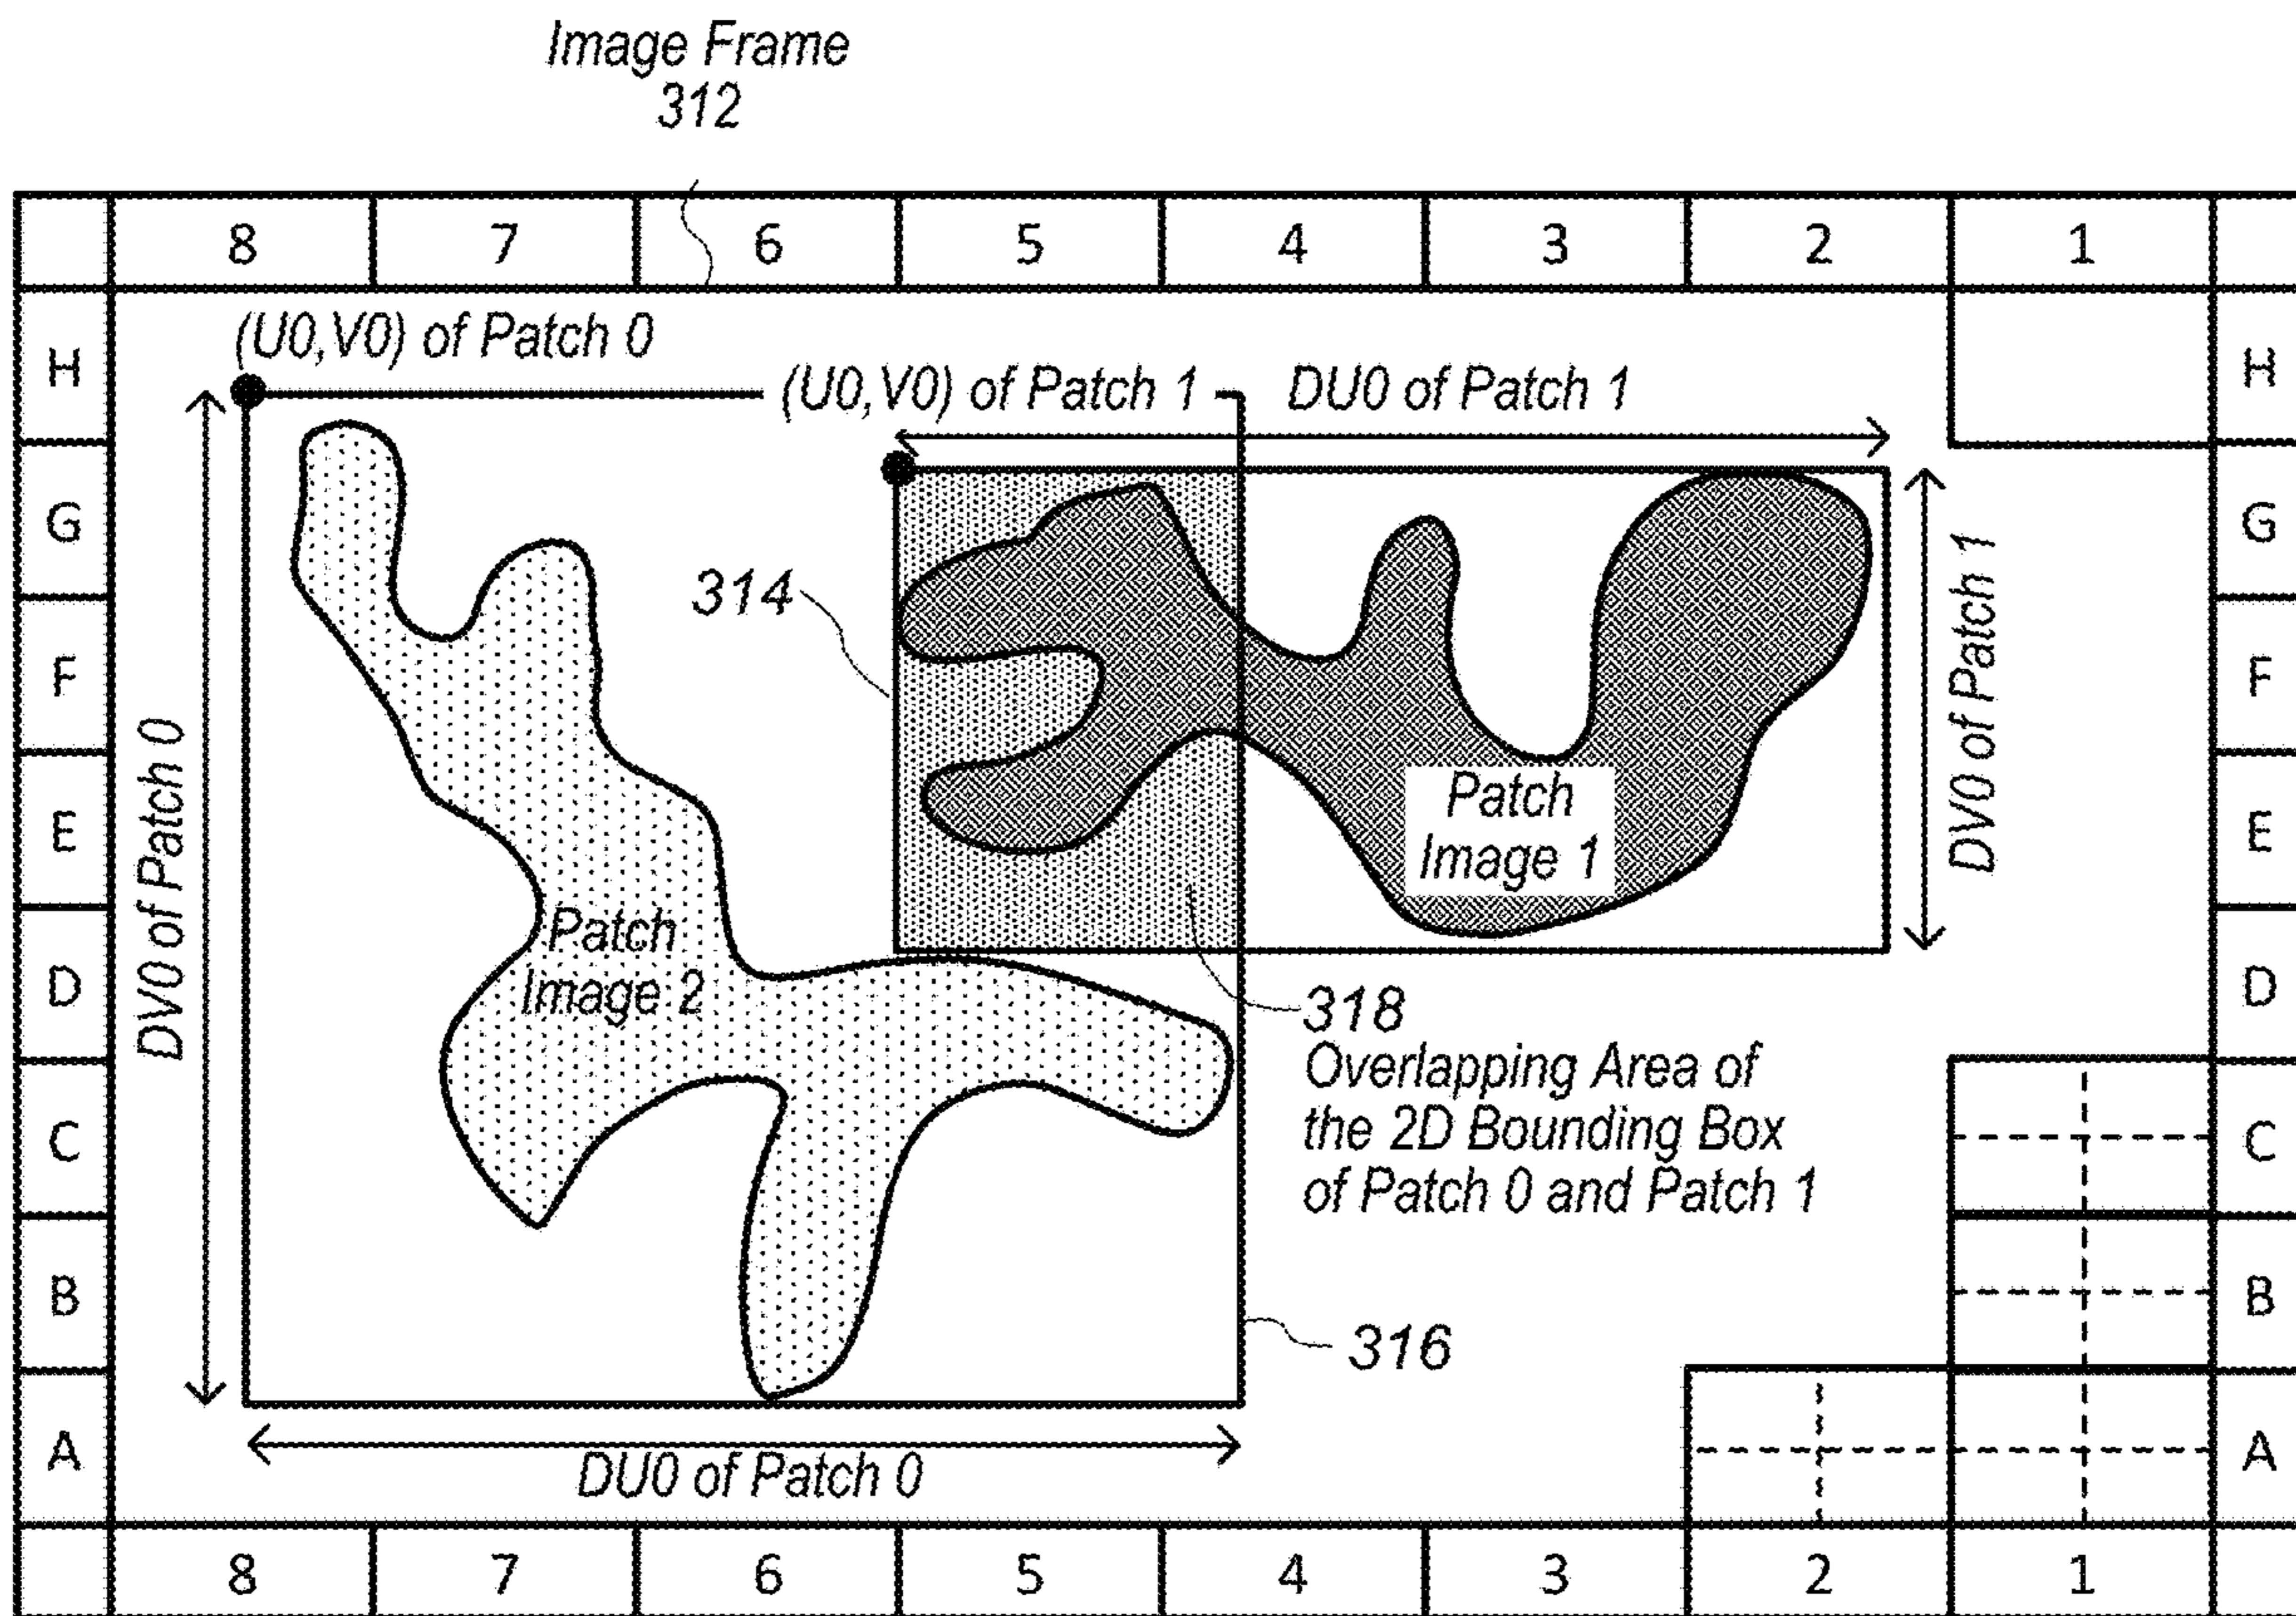 Image Frame
312
8 7 6 5 4 3 2 1
(U0,V0) of Patch 0
H H
(U0,V0) of Patch 1 DU0 of Patch 1
G G
314
DV0 of Patch 1
F F
DV0 of Patch 0
E E
Patch
Image 1
Patch
Image 2
D D
318
Overlapping Area of
the 2D Bounding Box
of Patch 0 and Patch 1
C C
B B
316
A A
DU0 of Patch 0
8 7 6 5 4 3 2 1